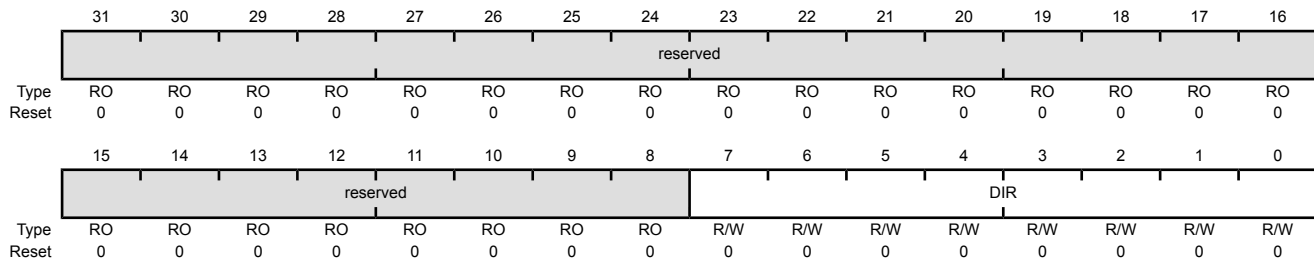 31 30 29 28 27 26 25 24 23 22 21 20 19 18 17 16
reserved
Type RO RO RO RO RO RO RO RO RO RO RO RO RO RO RO RO
Reset 0 0 0 0 0 0 0 0 0 0 0 0 0 0 0 0
15 14 13 12 11 10 9 8 7 6 5 4 3 2 1 0
reserved DIR
Type RO RO RO RO RO RO RO RO R/W R/W R/W R/W R/W R/W R/W R/W
Reset 0 0 0 0 0 0 0 0 0 0 0 0 0 0 0 0